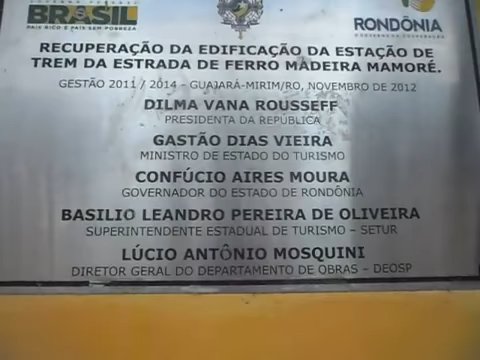 BRASIL
PAÍS RICO É PAÍS SEM POBREZA
RONDÔNIA
RECUPERAÇÃO DA EDIFICAÇÃO DA ESTAÇÃO DE
TREM DA ESTRADA DE FERRO MADEIRA MAMORÉ.
GESTÃO 2011 / 2014 – GUAJARÁ-MIRIM/RO, NOVEMBRO DE 2012
DILMA VANA ROUSSEFF
PRESIDENTA DA REPÚBLICA
GASTÃO DIAS VIEIRA
MINISTRO DE ESTADO DO TURISMO
CONFÚCIO AIRES MOURA
GOVERNADOR DO ESTADO DE RONDÔNIA
BASILIO LEANDRO PEREIRA DE OLIVEIRA
SUPERINTENDENTE ESTADUAL DE TURISMO – SETUR
LÚCIO ANTÔNIO MOSQUINI
DIRETOR GERAL DO DEPARTAMENTO DE OBRAS – DEOSP